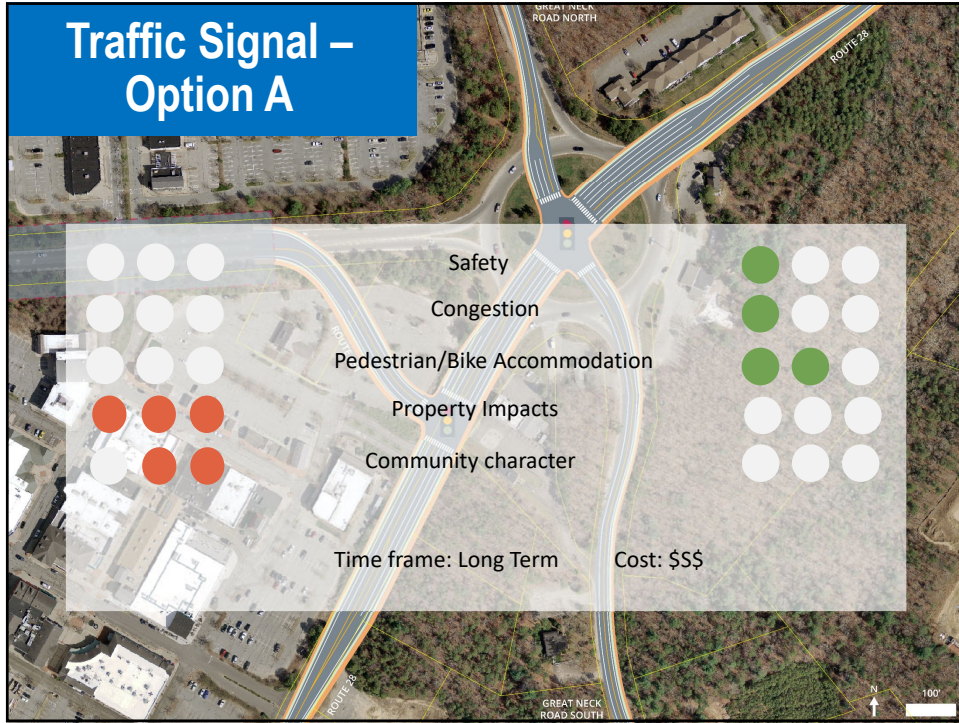 Traffic Signal –
Option A
GREAT NECK
ROAD NORTH
ROUTE 28
Safety
Congestion
Pedestrian/Bike Accommodation
Property Impacts
Community character
Time frame: Long Term Cost: $S$
ROUTE 28
GREAT NECK
ROAD SOUTH
N
100'